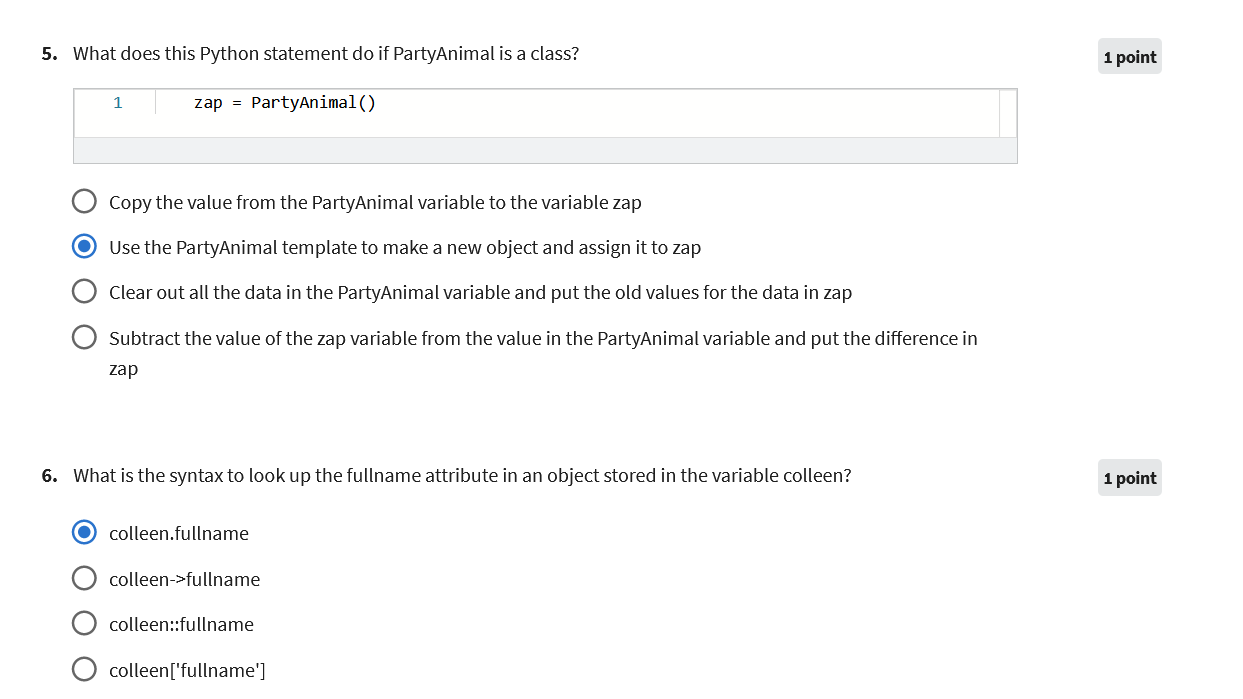 5. What does this Python statement do if PartyAnimal is a class?
1 point
1 zap = PartyAnimal()
Copy the value from the PartyAnimal variable to the variable zap
Use the PartyAnimal template to make a new object and assign it to zap
Clear out all the data in the PartyAnimal variable and put the old values for the data in zap
Subtract the value of the zap variable from the value in the PartyAnimal variable and put the difference in
zap
6. What is the syntax to look up the fullname attribute in an object stored in the variable colleen?
1 point
colleen.fullname
colleen->fullname
colleen::fullname
colleen['fullname']